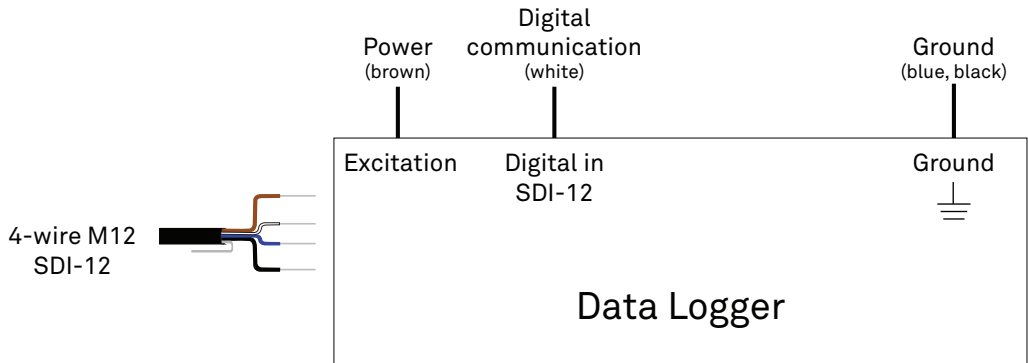 Power
(brown)
Digital
communication
(white)
Ground
(blue, black)
Excitation
Digital in
SDI-12
Ground
4-wire M12
SDI-12
Data Logger